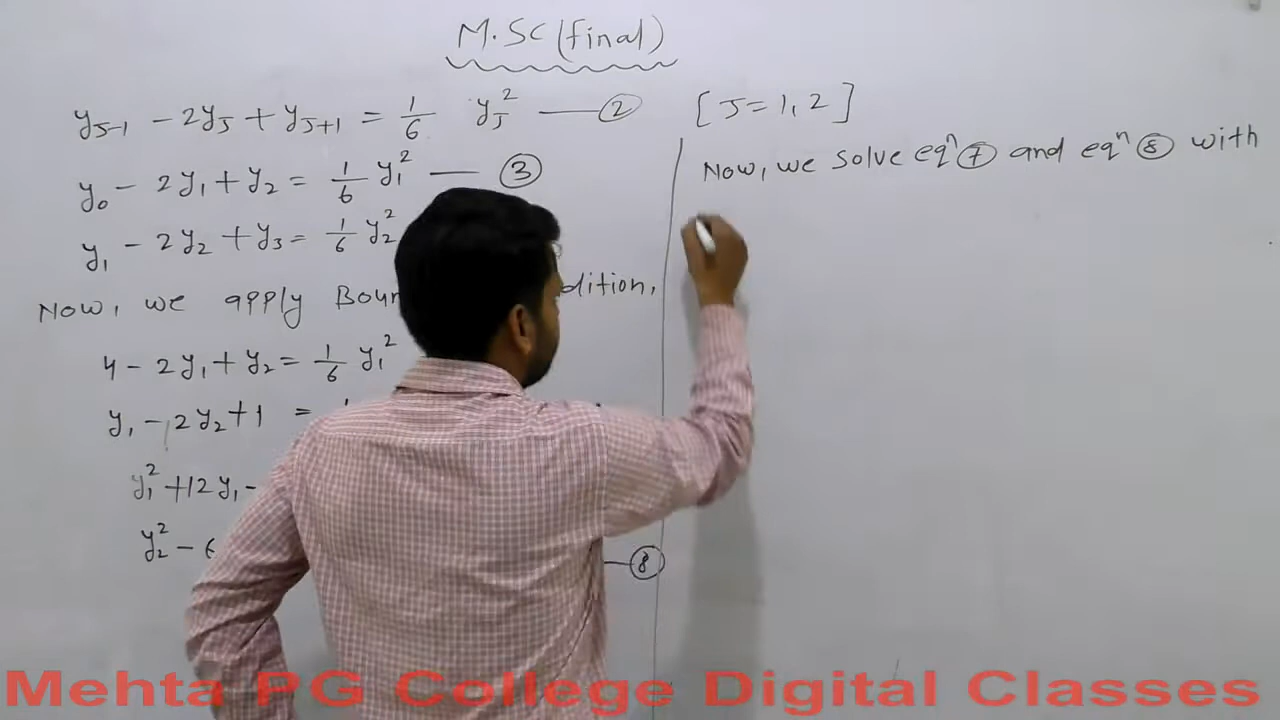 M.SC (final)
y_{J-1} - 2y_J + y_{J+1} = 1/6 y_J^2 — ②
[J = 1, 2]
y_0 - 2y_1 + y_2 = 1/6 y_1^2 — ③
y_1 - 2y_2 + y_3 = 1/6 y_2^2
Now, we apply
4 - 2y_1 + y_2 = 1/6 y_1^2
y_1 - 2y_2 + 1 =
y_1^2 + 12y_1 -
y_2^2 - 6
— ⑧
Now, we solve eq^n ⑦ and eq^n ⑧ with
Mehta PG College Digital Classes